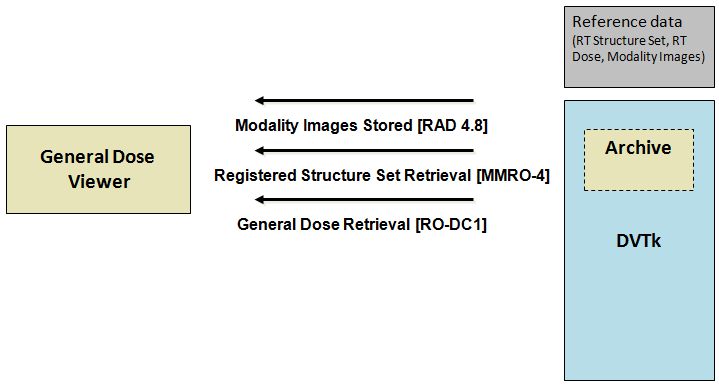 Reference data
(RT Structure Set, RT
Dose, Modality Images)
Modality Images Stored [RAD 4.8]
General Dose
Viewer
Registered Structure Set Retrieval [MMRO-4]
General Dose Retrieval [RO-DC1]
Archive
DVTk